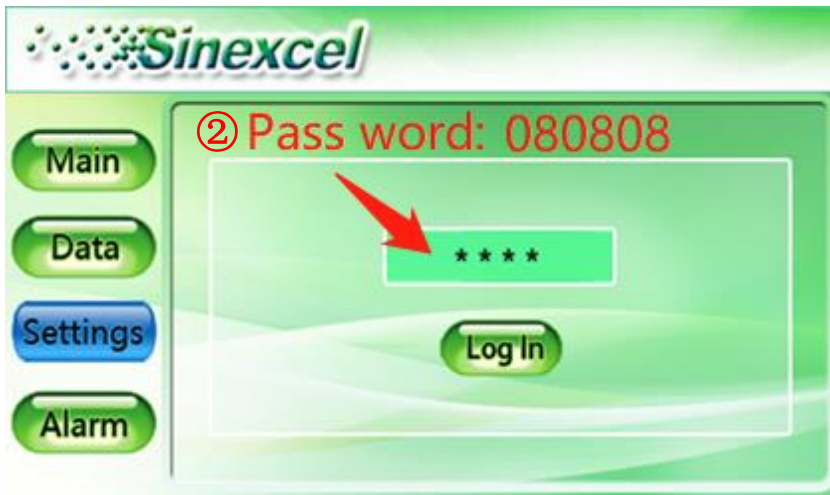 Sinexcel
② Pass word: 080808
Main
Data
****
Settings
Log In
Alarm